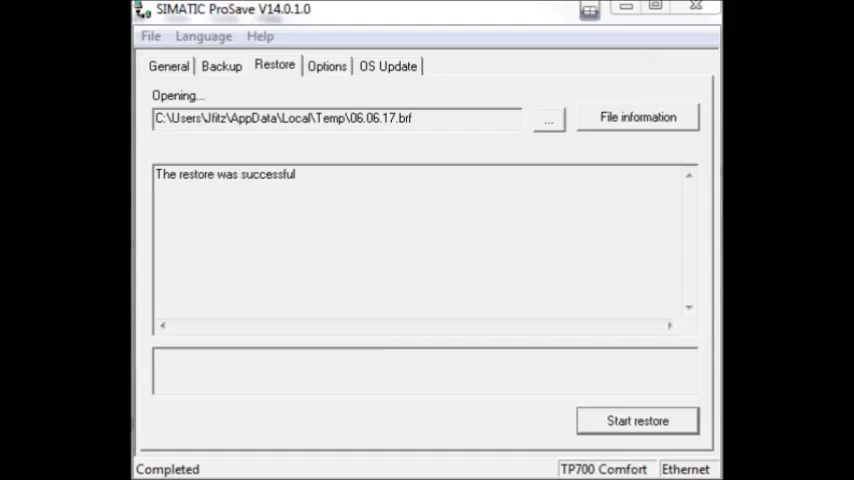 SIMATIC ProSave V14.0.1.0
File Language Help
General Backup Restore Options OS Update
Opening...
C:\Users\Jfitz\AppData\Local\Temp\06.06.17.brf ... File information
The restore was successful
Start restore
Completed TP700 Comfort Ethernet